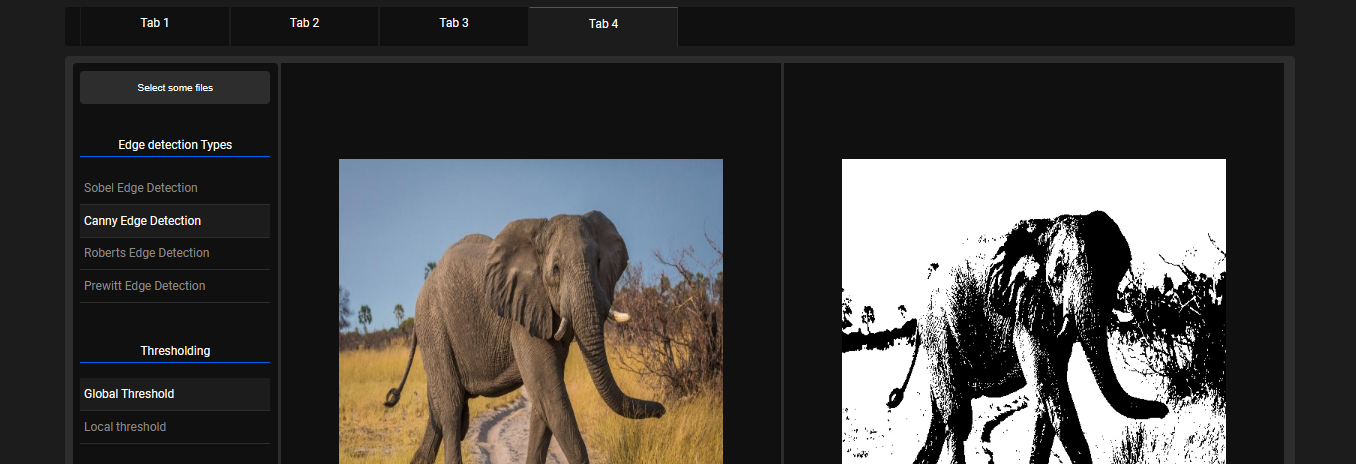 Tab 1
Tab 2
Tab 3
Tab 4
Select some files
Edge detection Types
Sobel Edge Detection
Canny Edge Detection
Roberts Edge Detection
Prewitt Edge Detection
Thresholding
Global Threshold
Local threshold